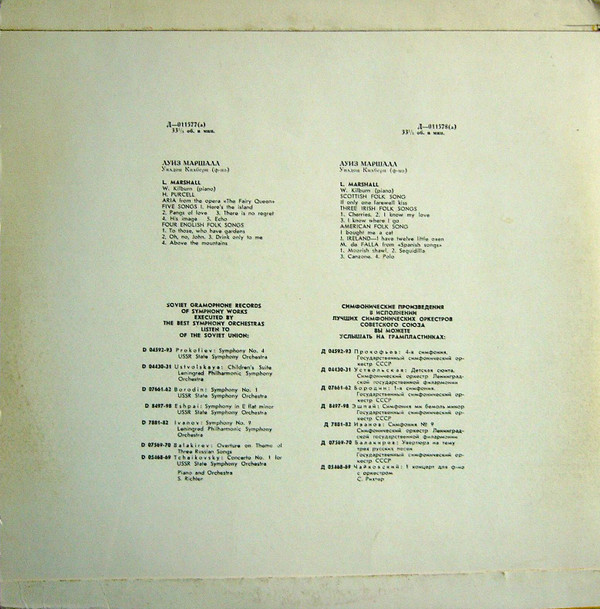 Д—011577(а)
33⅓ об. в мин.
ЛУИЗ МАРШАЛЛ
Уилдон Килберн (ф-но)
L. MARSHALL
W. Kilburn (piano)
H. PURCELL
ARIA from the opera «The Fairy Queen»
FIVE SONGS 1. Here's the island
2. Pangs of love 3. There is no regret
4. His image. 5. Echo
FOUR ENGLISH FOLK SONGS
1. To those, who have gardens
2. Oh, no, John. 3. Drink only to me
4. Above the mountains
Д—011578(а)
33⅓ об. в мин.
ЛУИЗ МАРШАЛЛ
Уилдон Килберн (ф-но)
L. MARSHALL
W. Kilburn (piano)
SCOTTISH FOLK SONG
Ill only one farewell kiss
THREE IRISH FOLK SONGS
1. Cherries. 2. I know my love
3. I know where I go
AMERICAN FOLK SONG
I bought me a cat
J. IRELAND—I have twelve little oxen
M. de FALLA from «Spanish songs»
1. Moorish chawl. 2. Seguidilla
3. Canzone. 4. Polo
SOVIET GRAMOPHONE RECORDS
OF SYMPHONY WORKS
EXECUTED BY
THE BEST SYMPHONY ORCHESTRAS
LISTEN TO
OF THE SOVIET UNION:
D 04592-93 Prokofiev: Symphony No. 4
USSR State Symphony Orchestra
D 04430-31 Ustvolskaya: Children's Suite
Leningrad Philharmonic Symphony
Orchestra
D 07661-62 Borodin: Symphony No. 1
USSR State Symphony Orchestra
D 8497-98 Eshpai: Symphony in E flat minor
USSR State Symphony Orchestra
D 7881-82 Ivanov: Symphony No. 9
Leningrad Philharmonic Symphony
Orchestra
D 07569-70 Balakirev: Overture on Theme of
Three Russian Songs
D 05468-69 Tchaikovsky: Concerto No. 1 for
USSR State Symphony Orchestra
Piano and Orchestra
S. Richter
СИМФОНИЧЕСКИЕ ПРОИЗВЕДЕНИЯ
В ИСПОЛНЕНИИ
ЛУЧШИХ СИМФОНИЧЕСКИХ ОРКЕСТРОВ
СОВЕТСКОГО СОЮЗА
ВЫ МОЖЕТЕ
УСЛЫШАТЬ НА ГРАМПЛАСТИНКАХ:
Д 04592-93 Прокофьев: 4-я симфония.
Государственный симфонический ор-
кестр СССР
Д 04430-31 Уствольская: Детская сюита.
Симфонический оркестр Ленинград-
ской государственной филармонии
Д 07661-62 Бородин: 1-я симфония.
Государственный симфонический ор-
кестр СССР
Д 8497-98 Эшпай: Симфония ми бемоль минор
Государственный симфонический ор-
кестр СССР
Д 7881-82 Иванов: Симфония № 9
Симфонический оркестр Ленинград-
ской государственной филармонии
Д 07569-70 Балакирев: Увертюра на тему
трех русских песен
Государственный симфонический ор-
кестр СССР
Д 05468-69 Чайковский: 1 концерт для ф-но
с оркестром
С. Рихтер